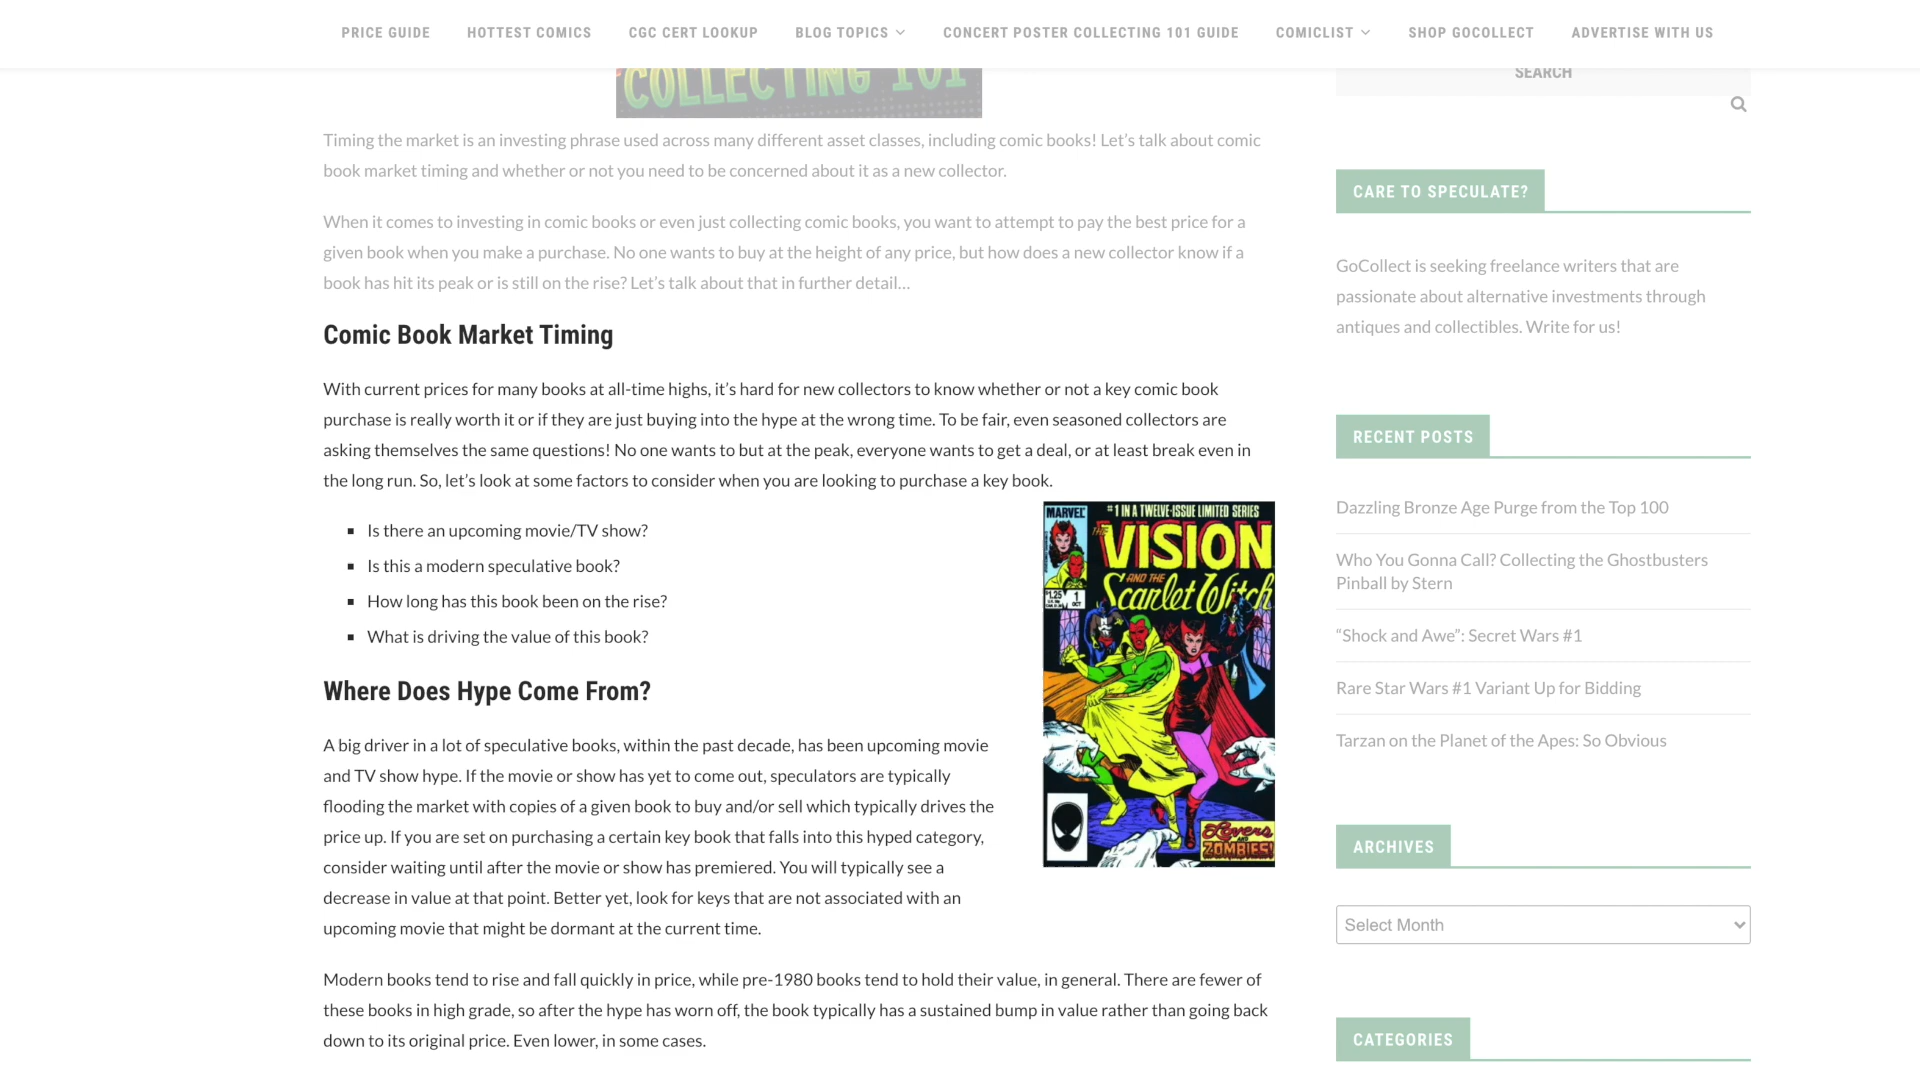 PRICE GUIDE
HOTTEST COMICS
CGC CERT LOOKUP
BLOG TOPICS
CONCERT POSTER COLLECTING 101 GUIDE
COMICLIST
SHOP GOCOLLECT
ADVERTISE WITH US
COLLECTING 101
Timing the market is an investing phrase used across many different asset classes, including comic books! Let’s talk about comic
book market timing and whether or not you need to be concerned about it as a new collector.
When it comes to investing in comic books or even just collecting comic books, you want to attempt to pay the best price for a
given book when you make a purchase. No one wants to buy at the height of any price, but how does a new collector know if a
book has hit its peak or is still on the rise? Let’s talk about that in further detail…
Comic Book Market Timing
With current prices for many books at all-time highs, it’s hard for new collectors to know whether or not a key comic book
purchase is really worth it or if they are just buying into the hype at the wrong time. To be fair, even seasoned collectors are
asking themselves the same questions! No one wants to but at the peak, everyone wants to get a deal, or at least break even in
the long run. So, let’s look at some factors to consider when you are looking to purchase a key book.
Is there an upcoming movie/TV show?
Is this a modern speculative book?
How long has this book been on the rise?
What is driving the value of this book?
MARVEL
#1 IN A TWELVE-ISSUE LIMITED SERIES
THE
VISION
AND THE
Scarlet Witch
$1.25
1
OCT
Lovers
AND
ZOMBIES!
Where Does Hype Come From?
A big driver in a lot of speculative books, within the past decade, has been upcoming movie
and TV show hype. If the movie or show has yet to come out, speculators are typically
flooding the market with copies of a given book to buy and/or sell which typically drives the
price up. If you are set on purchasing a certain key book that falls into this hyped category,
consider waiting until after the movie or show has premiered. You will typically see a
decrease in value at that point. Better yet, look for keys that are not associated with an
upcoming movie that might be dormant at the current time.
Modern books tend to rise and fall quickly in price, while pre-1980 books tend to hold their value, in general. There are fewer of
these books in high grade, so after the hype has worn off, the book typically has a sustained bump in value rather than going back
down to its original price. Even lower, in some cases.
SEARCH
CARE TO SPECULATE?
GoCollect is seeking freelance writers that are
passionate about alternative investments through
antiques and collectibles. Write for us!
RECENT POSTS
Dazzling Bronze Age Purge from the Top 100
Who You Gonna Call? Collecting the Ghostbusters
Pinball by Stern
“Shock and Awe”: Secret Wars #1
Rare Star Wars #1 Variant Up for Bidding
Tarzan on the Planet of the Apes: So Obvious
ARCHIVES
Select Month
CATEGORIES